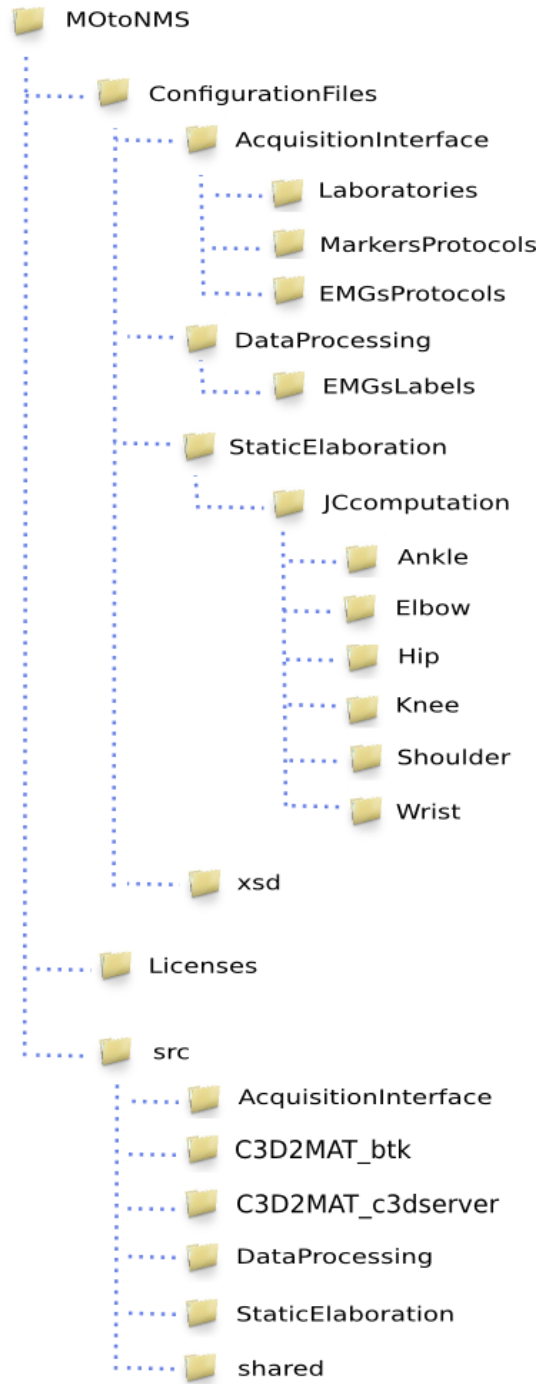 MOtoNMS
ConfigurationFiles
AcquisitionInterface
Laboratories
MarkersProtocols
EMGsProtocols
DataProcessing
EMGsLabels
StaticElaboration
JCcomputation
Ankle
Elbow
Hip
Knee
Shoulder
Wrist
xsd
Licenses
src
AcquisitionInterface
C3D2MAT_btk
C3D2MAT_c3dserver
DataProcessing
StaticElaboration
shared